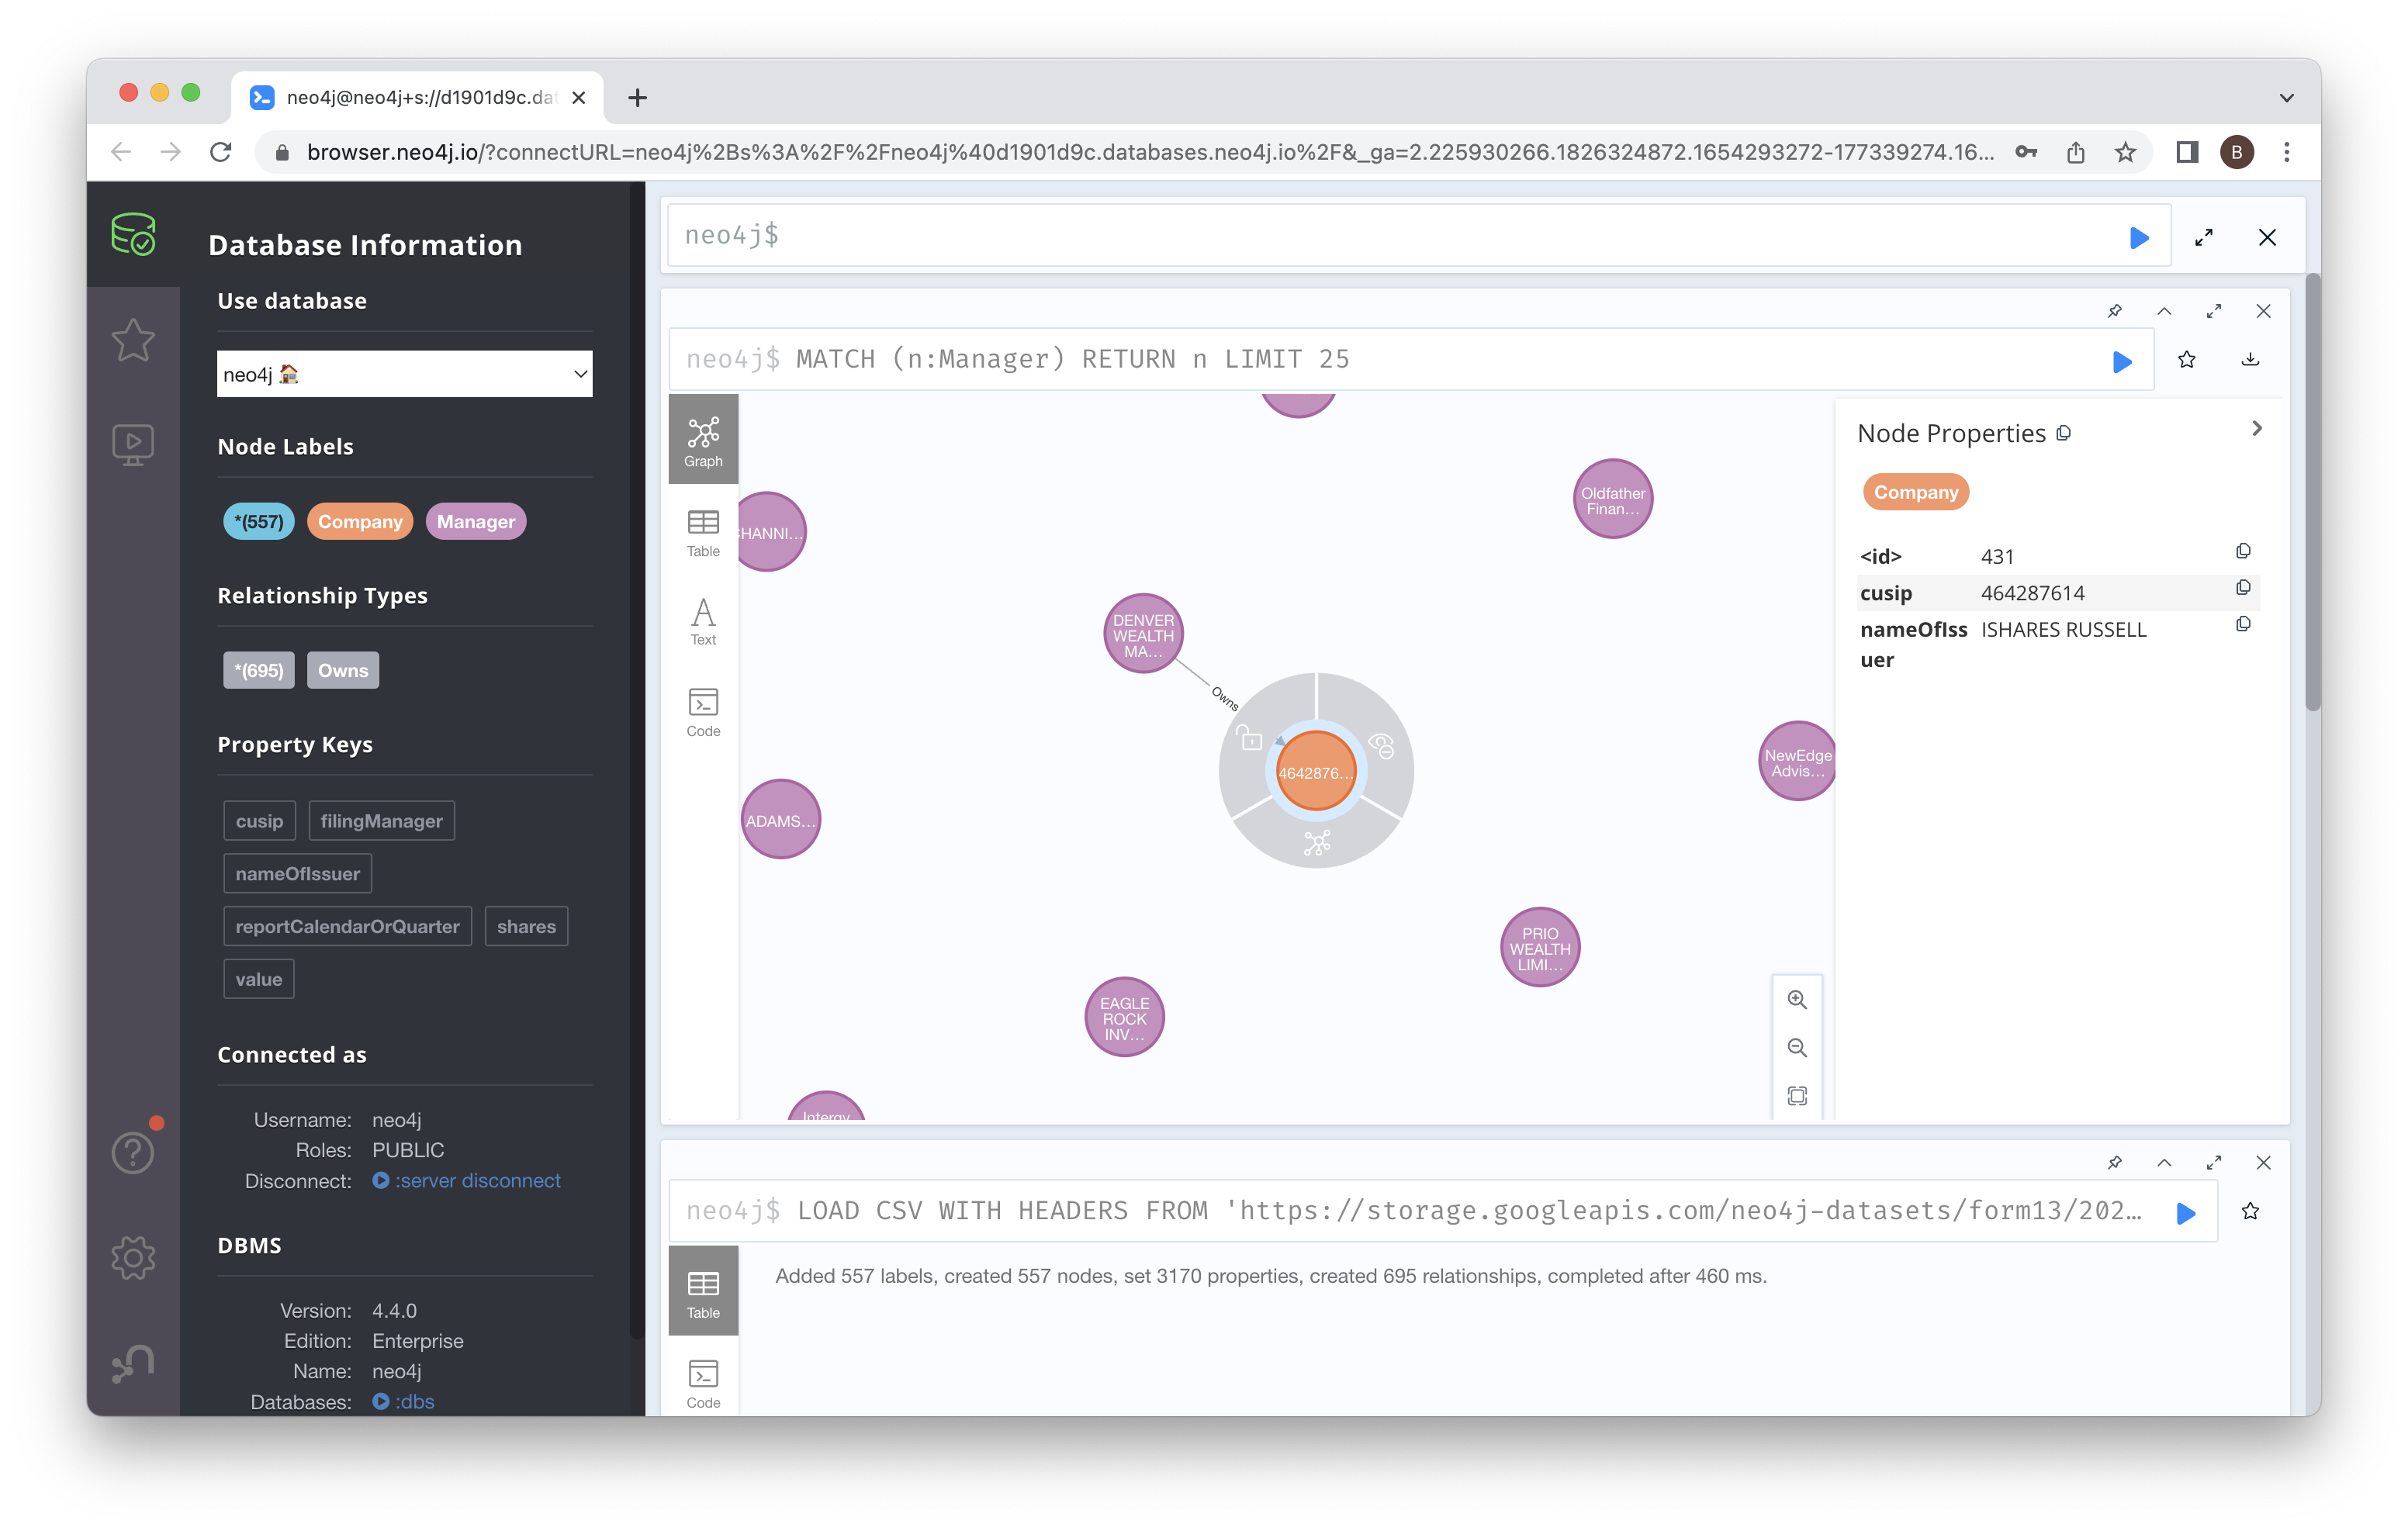 neo4j@neo4j+s://d1901d9c.dat
browser.neo4j.io/?connectURL=neo4j%2Bs%3A%2F%2Fneo4j%40d1901d9c.databases.neo4j.io%2F&_ga=2.225930266.1826324872.1654293272-177339274.16...
B
Database Information
Use database
neo4j
Node Labels
*(557) Company Manager
Relationship Types
*(695) Owns
Property Keys
cusip filingManager
nameOfIssuer
reportCalendarOrQuarter shares
value
Connected as
Username: neo4j
Roles: PUBLIC
Disconnect: :server disconnect
DBMS
Version: 4.4.0
Edition: Enterprise
Name: neo4j
Databases: :dbs
neo4j$
neo4j$ MATCH (n:Manager) RETURN n LIMIT 25
Graph
Table
Text
Code
HANNI...
Oldfather
Finan...
DENVER
WEALTH
MA...
Owns
4642876...
NewEdge
Advis...
ADAMS...
PRIO
WEALTH
LIMI...
EAGLE
ROCK
INV...
Intergy
Node Properties
Company
<id> 431
cusip 464287614
nameOfIss ISHARES RUSSELL
uer
neo4j$ LOAD CSV WITH HEADERS FROM 'https://storage.googleapis.com/neo4j-datasets/form13/202...
Table
Code
Added 557 labels, created 557 nodes, set 3170 properties, created 695 relationships, completed after 460 ms.